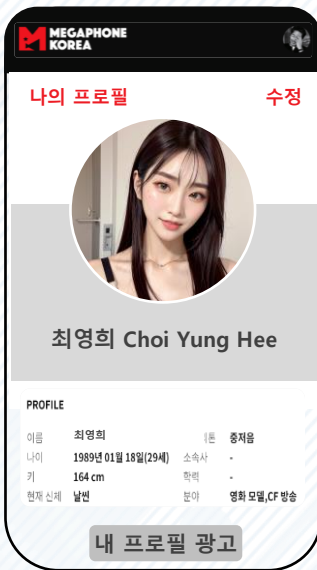 MEGAPHONE
KOREA
나의 프로필 수정
최영희 Choi Yung Hee
PROFILE
이름 최영희 톤 중저음
나이 1989년 01월 18일(29세) 소속사 -
키 164 cm 학력 -
현재 신체 날씬 분야 영화 모델,CF 방송
내 프로필 광고